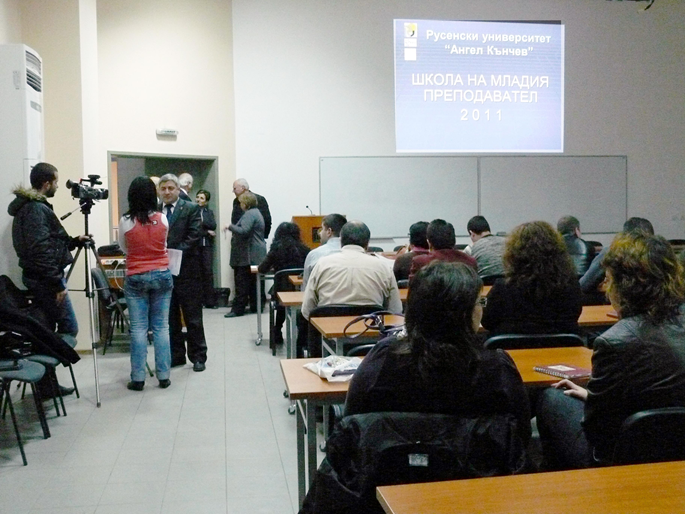 Русенски университет
“Ангел Кънчев”
ШКОЛА НА МЛАДИЯ
ПРЕПОДАВАТЕЛ
2011